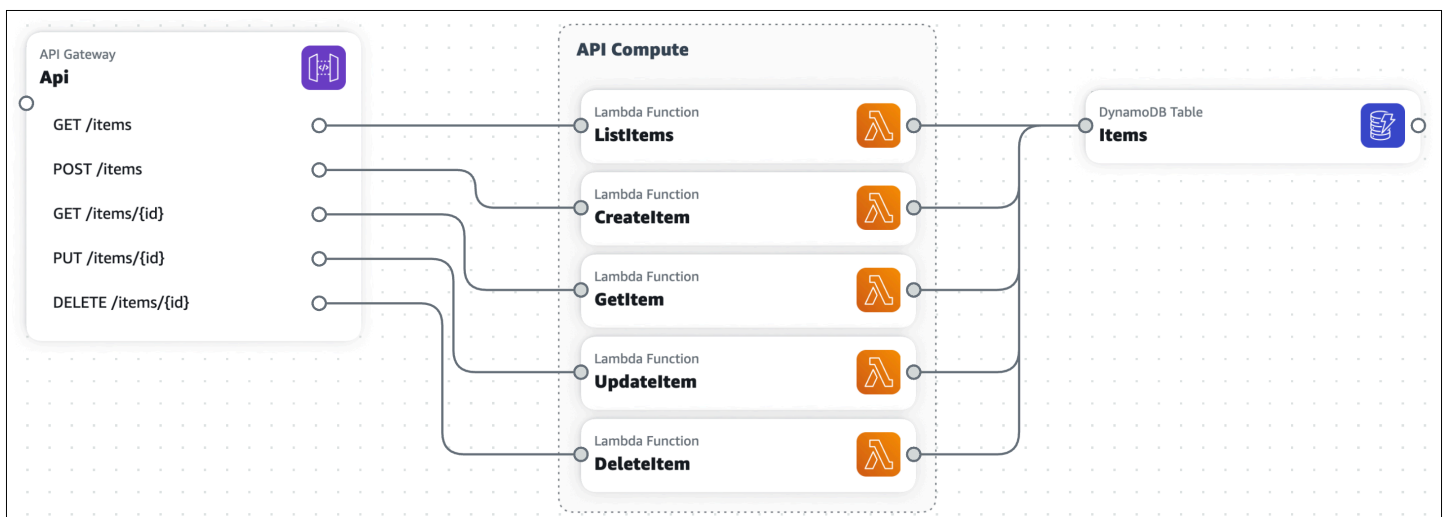 API Gateway
Api
GET /items
POST /items
GET /items/{id}
PUT /items/{id}
DELETE /items/{id}
API Compute
Lambda Function
ListItems
Lambda Function
CreateItem
Lambda Function
GetItem
Lambda Function
UpdateItem
Lambda Function
DeleteItem
DynamoDB Table
Items